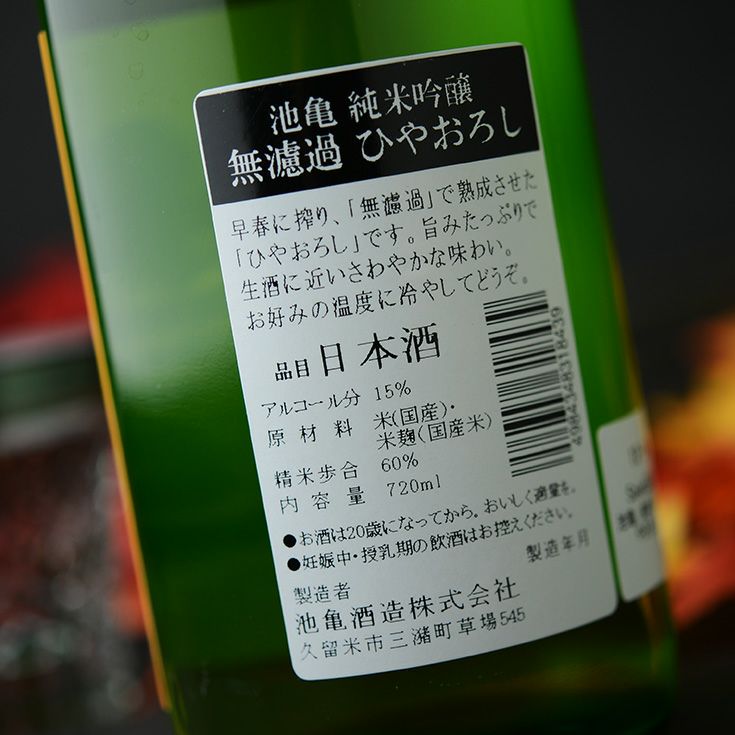 池亀 純米吟醸
無濾過 ひやおろし
早春に搾り、「無濾過」で熟成させた
「ひやおろし」です。旨みたっぷりで
生酒に近いさわやかな味わい。
お好みの温度に冷やしてどうぞ。
品目 日本酒
アルコール分 15%
原材料 米(国産)・
米麹(国産米)
精米歩合 60%
内容量 720ml
4984348318439
●お酒は20歳になってから。おいしく適量を。
●妊娠中・授乳期の飲酒はお控えください。
製造年月
製造者
池亀酒造株式会社
久留米市三潴町草場545